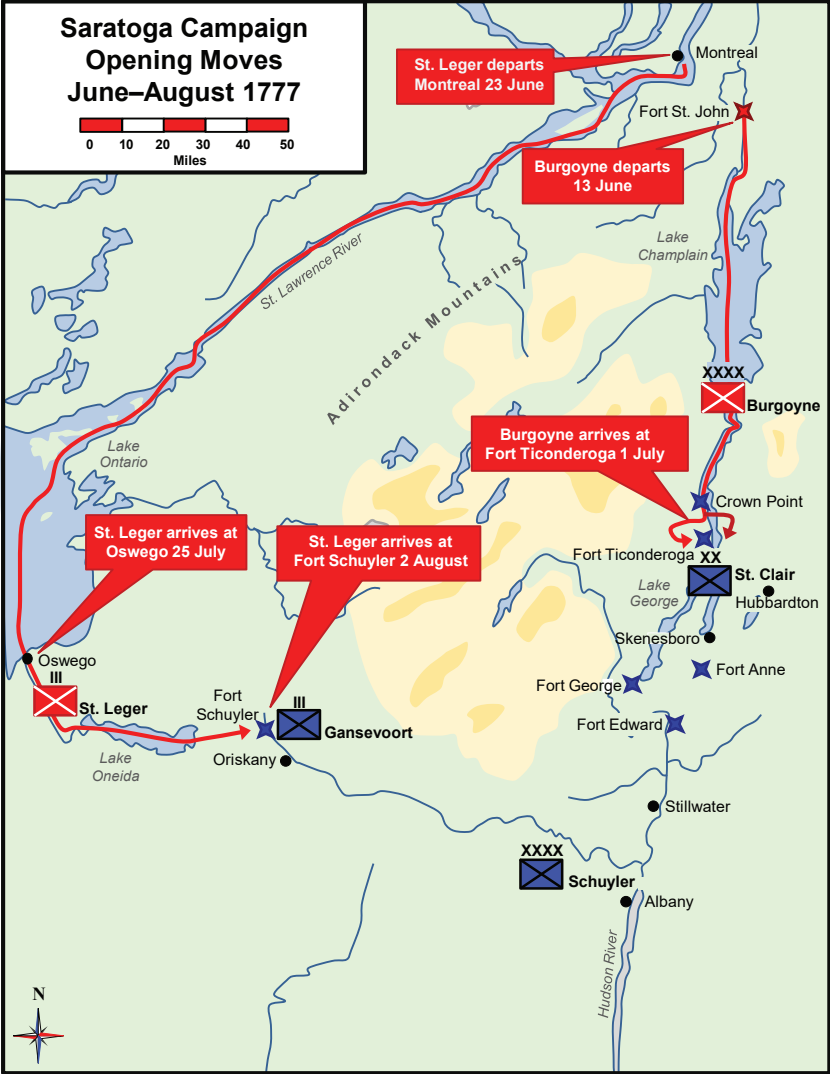 Saratoga Campaign
Opening Moves
June–August 1777
0 10 20 30 40 50
Miles
St. Leger departs
Montreal 23 June
Montreal
Fort St. John
Burgoyne departs
13 June
Lake
Champlain
St. Lawrence River
Adirondack Mountains
XXXX
Burgoyne
Burgoyne arrives at
Fort Ticonderoga 1 July
Lake
Ontario
Crown Point
St. Leger arrives at
Oswego 25 July
St. Leger arrives at
Fort Schuyler 2 August
Fort Ticonderoga
XX
St. Clair
Lake
George
Hubbardton
Skenesboro
Oswego
III
St. Leger
Fort Anne
Fort George
Fort
Schuyler
III
Gansevoort
Fort Edward
Oriskany
Lake
Oneida
Stillwater
XXXX
Schuyler
Albany
Hudson River
N